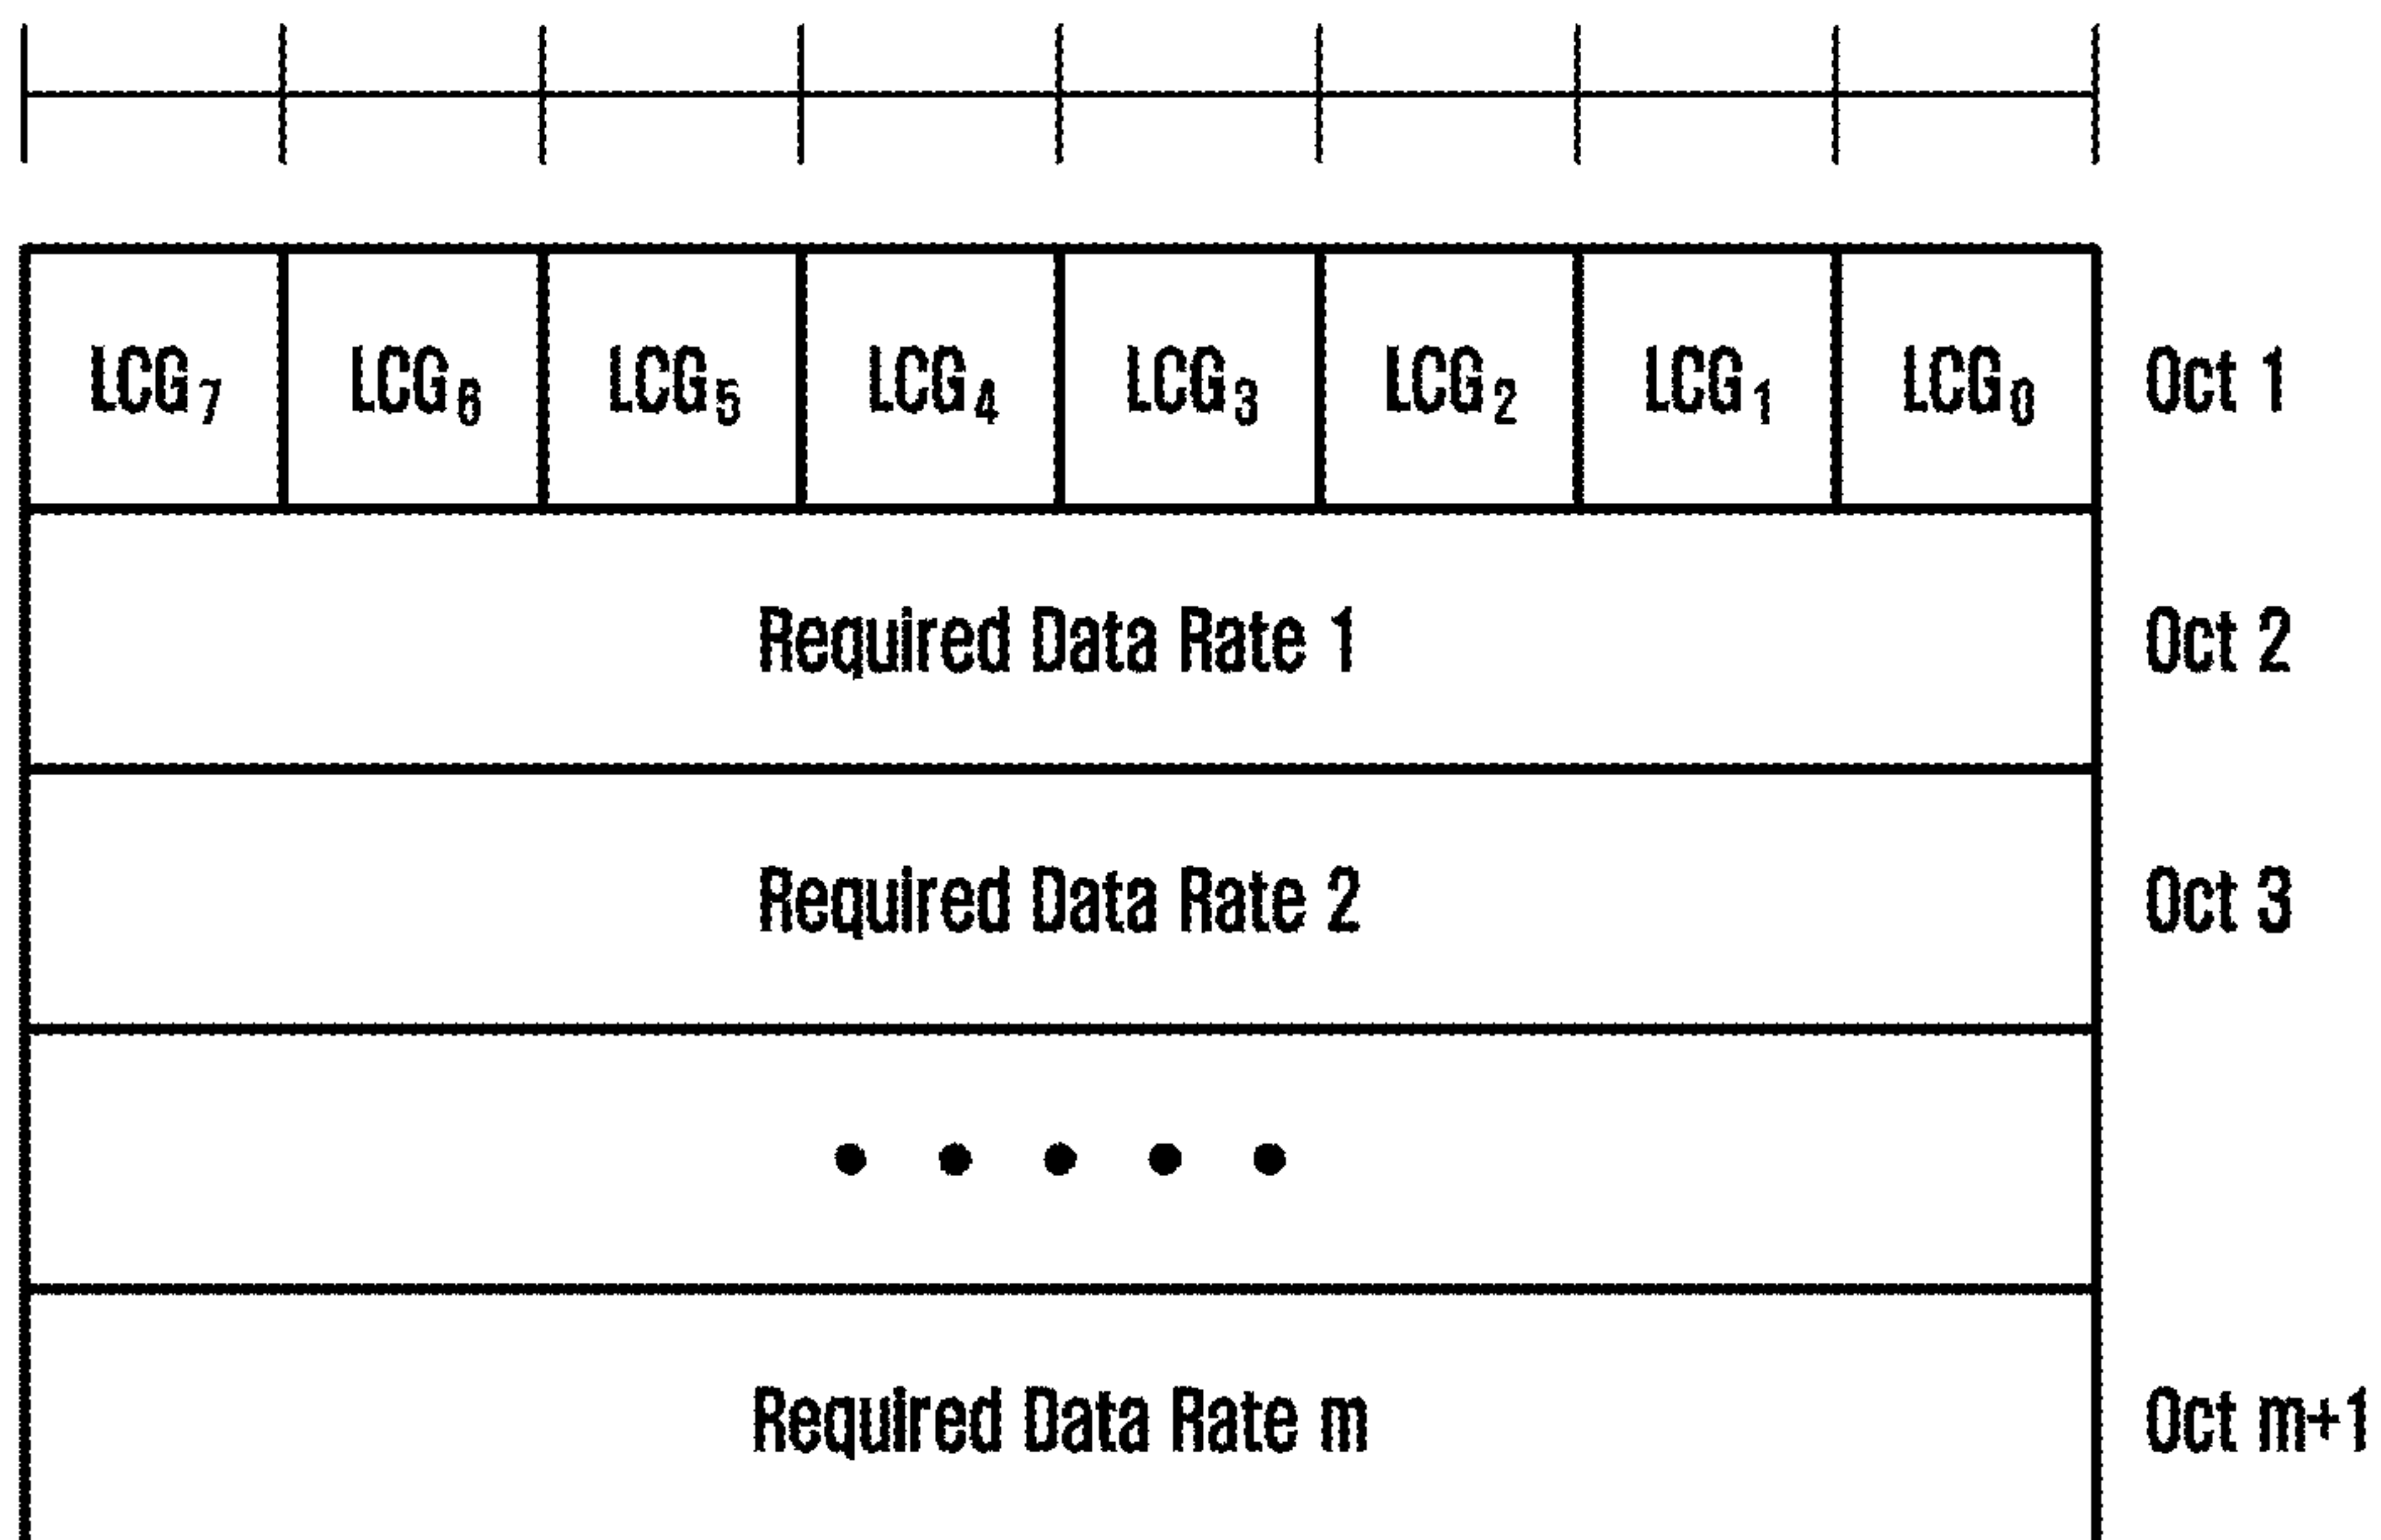 LCG7 LCG6 LCG5 LCG4 LCG3 LCG2 LCG1 LCG0 Oct 1
Required Data Rate 1 Oct 2
Required Data Rate 2 Oct 3
• • • • •
Required Data Rate m Oct m+1